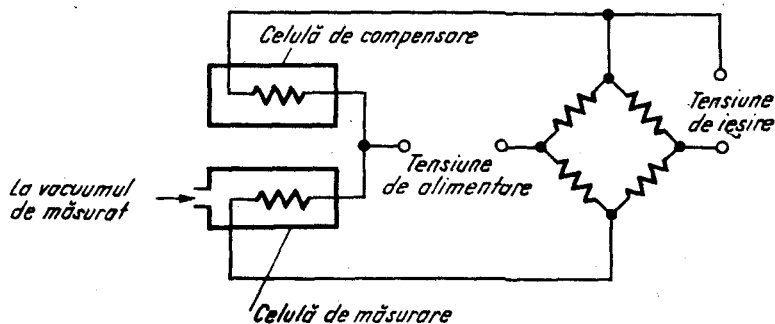 Celulă de compensare
Tensiune
de ieșire
Tensiune
de alimentare
La vacuumul
de măsurat
Celulă de măsurare